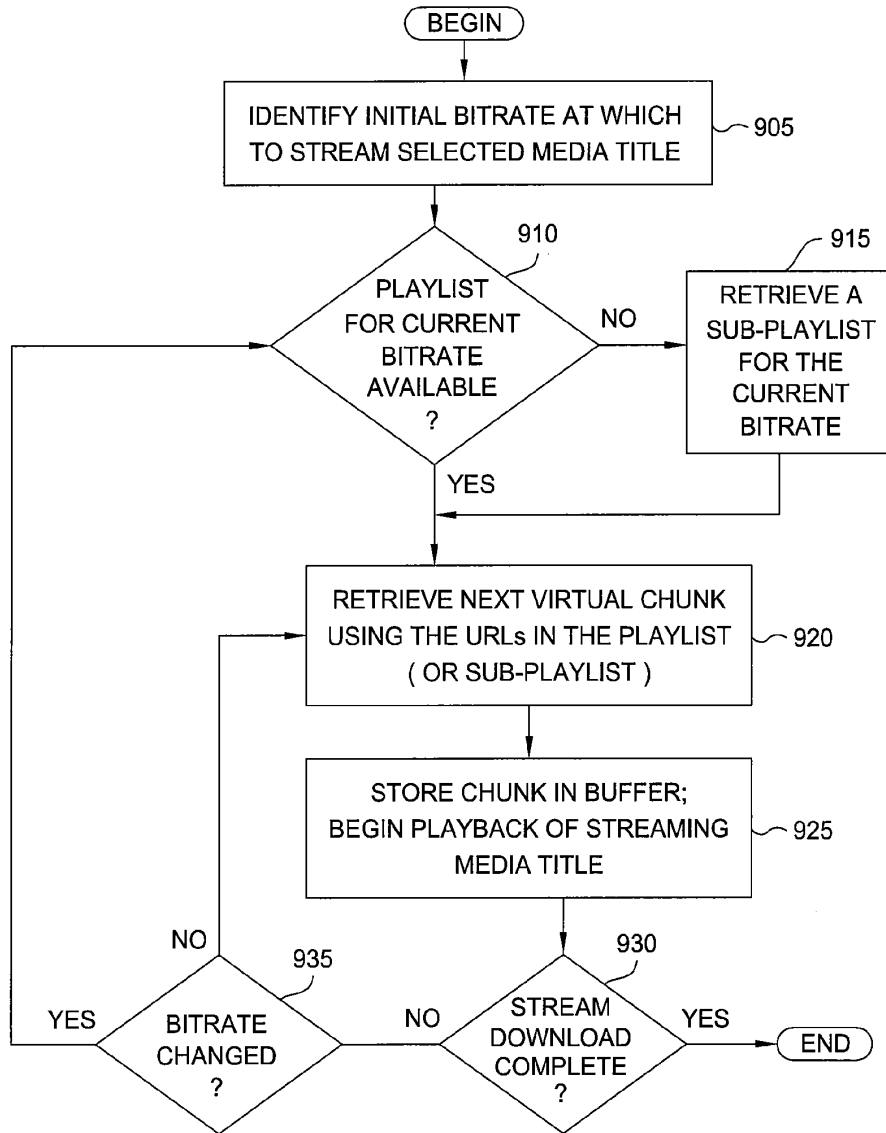 BEGIN
IDENTIFY INITIAL BITRATE AT WHICH
TO STREAM SELECTED MEDIA TITLE
905
910
PLAYLIST
FOR CURRENT
BITRATE
AVAILABLE
?
NO
915
RETRIEVE A
SUB-PLAYLIST
FOR THE
CURRENT
BITRATE
YES
RETRIEVE NEXT VIRTUAL CHUNK
USING THE URLs IN THE PLAYLIST
( OR SUB-PLAYLIST )
920
STORE CHUNK IN BUFFER;
BEGIN PLAYBACK OF STREAMING
MEDIA TITLE
925
NO
935
YES
BITRATE
CHANGED
?
NO
930
STREAM
DOWNLOAD
COMPLETE
?
YES
END